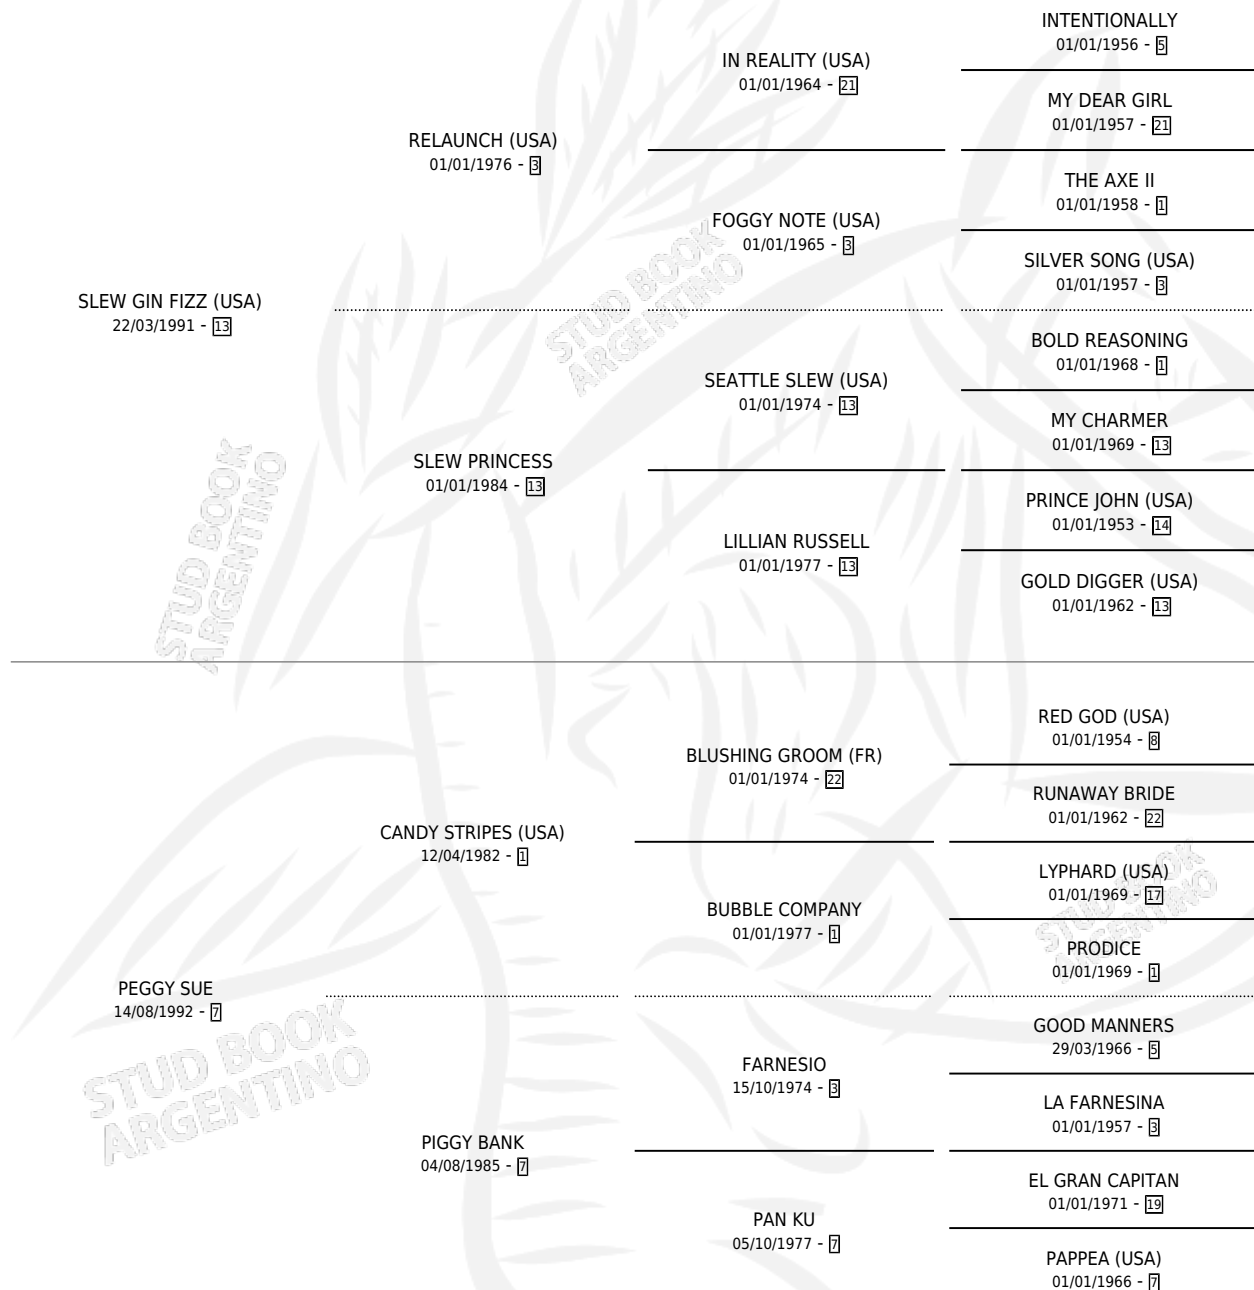 INTENTIONALLY
01/01/1956 - 5
IN REALITY (USA)
01/01/1964 - 21
MY DEAR GIRL
01/01/1957 - 21
RELAUNCH (USA)
01/01/1976 - 3
THE AXE II
01/01/1958 - 1
FOGGY NOTE (USA)
01/01/1965 - 3
SILVER SONG (USA)
01/01/1957 - 3
SLEW GIN FIZZ (USA)
22/03/1991 - 13
BOLD REASONING
01/01/1968 - 1
SEATTLE SLEW (USA)
01/01/1974 - 13
MY CHARMER
01/01/1969 - 13
SLEW PRINCESS
01/01/1984 - 13
PRINCE JOHN (USA)
01/01/1953 - 14
LILLIAN RUSSELL
01/01/1977 - 13
GOLD DIGGER (USA)
01/01/1962 - 13
RED GOD (USA)
01/01/1954 - 8
BLUSHING GROOM (FR)
01/01/1974 - 22
RUNAWAY BRIDE
01/01/1962 - 22
CANDY STRIPES (USA)
12/04/1982 - 1
LYPHARD (USA)
01/01/1969 - 17
BUBBLE COMPANY
01/01/1977 - 1
PRODICE
01/01/1969 - 1
PEGGY SUE
14/08/1992 - 7
GOOD MANNERS
29/03/1966 - 5
FARNESIO
15/10/1974 - 3
LA FARNESINA
01/01/1957 - 3
PIGGY BANK
04/08/1985 - 7
EL GRAN CAPITAN
01/01/1971 - 19
PAN KU
05/10/1977 - 7
PAPPEA (USA)
01/01/1966 - 7
STUD BOOK
ARGENTINO
STUD BOOK
ARGENTINO
STUD BOOK
ARGENTINO
STUD BOOK
ARGENTINO